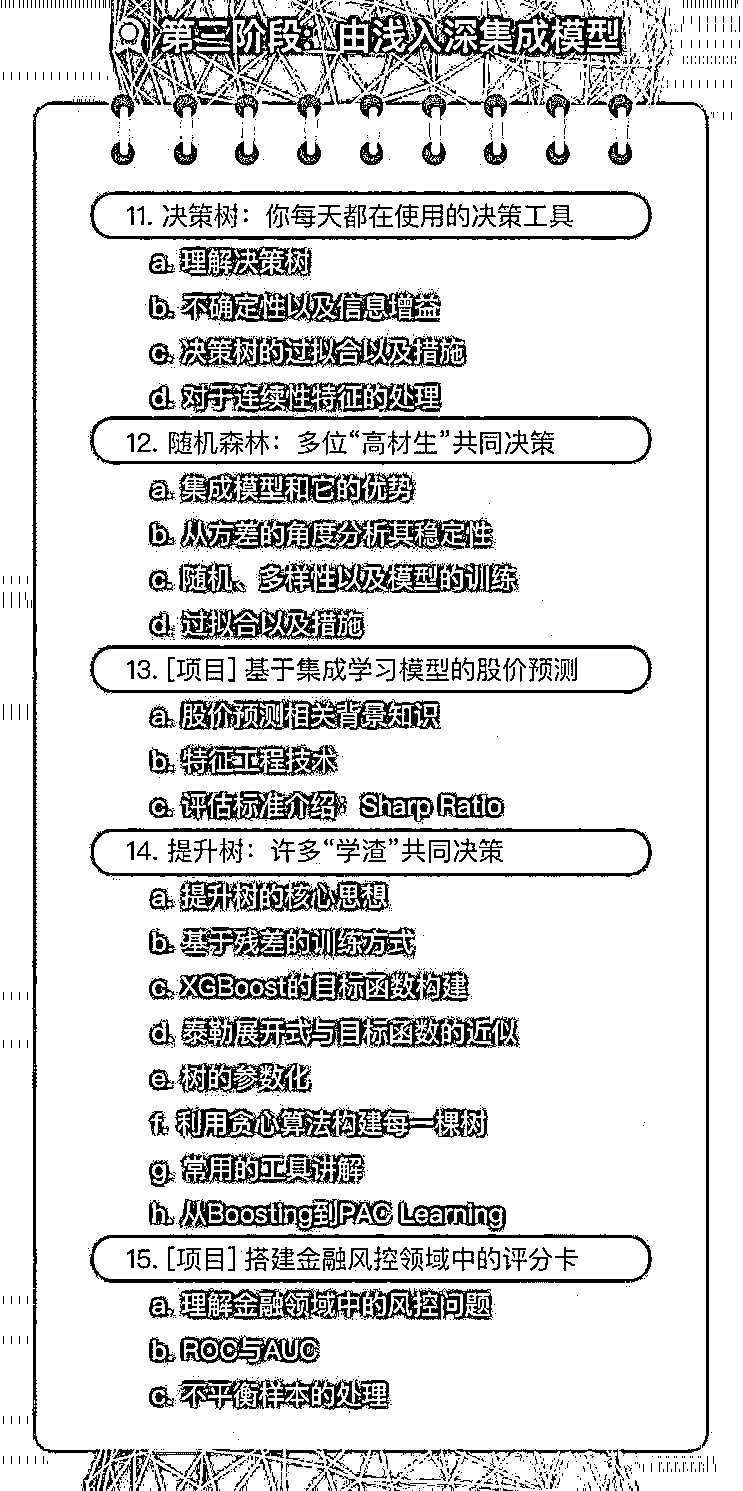 第三阶段：由浅入深集成模型
11. 决策树：你每天都在使用的决策工具
a. 理解决策树
b. 不确定性以及信息增益
c. 决策树的过拟合以及措施
d. 对于连续性特征的处理
12. 随机森林：多位“高材生”共同决策
a. 集成模型和它的优势
b. 从方差的角度分析其稳定性
c. 随机、多样性以及模型的训练
d. 过拟合以及措施
13. [项目] 基于集成学习模型的股价预测
a. 股价预测相关背景知识
b. 特征工程技术
c. 评估标准介绍：Sharp Ratio
14. 提升树：许多“学渣”共同决策
a. 提升树的核心思想
b. 基于残差的训练方式
c. XGBoost的目标函数构建
d. 泰勒展开式与目标函数的近似
e. 树的参数化
f. 利用贪心算法构建每一棵树
g. 常用的工具讲解
h. 从Boosting到PAC Learning
15. [项目] 搭建金融风控领域中的评分卡
a. 理解金融领域中的风控问题
b. ROC与AUC
c. 不平衡样本的处理